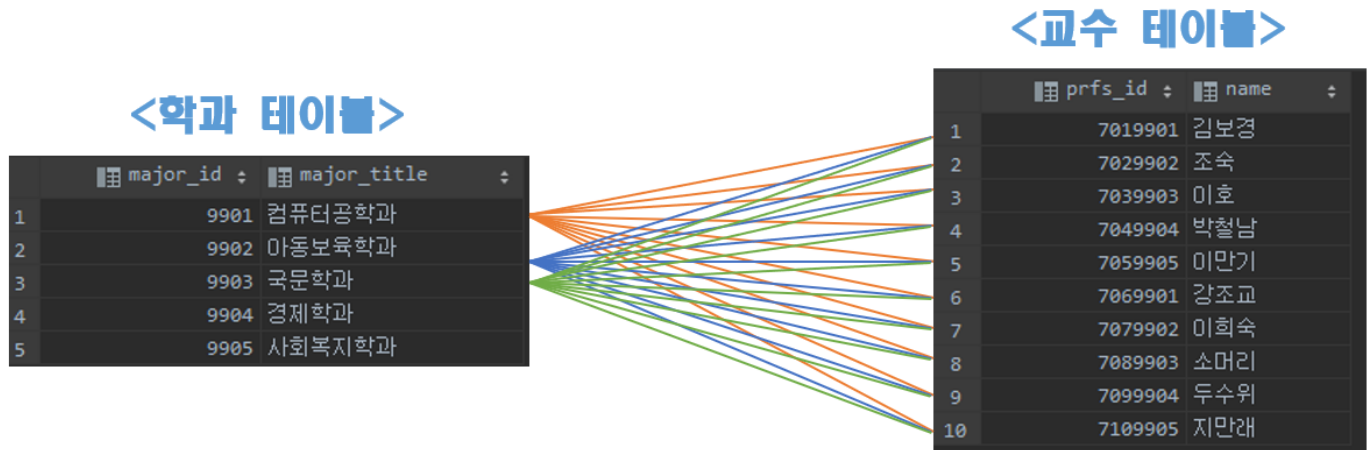 <학과 테이블>
major_id major_title
1 9901 컴퓨터공학과
2 9902 아동보육학과
3 9903 국문학과
4 9904 경제학과
5 9905 사회복지학과
<교수 테이블>
prfs_id name
1 7019901 김보경
2 7029902 조숙
3 7039903 이호
4 7049904 박철남
5 7059905 이만기
6 7069901 강조교
7 7079902 이희숙
8 7089903 소머리
9 7099904 두수위
10 7109905 지만래